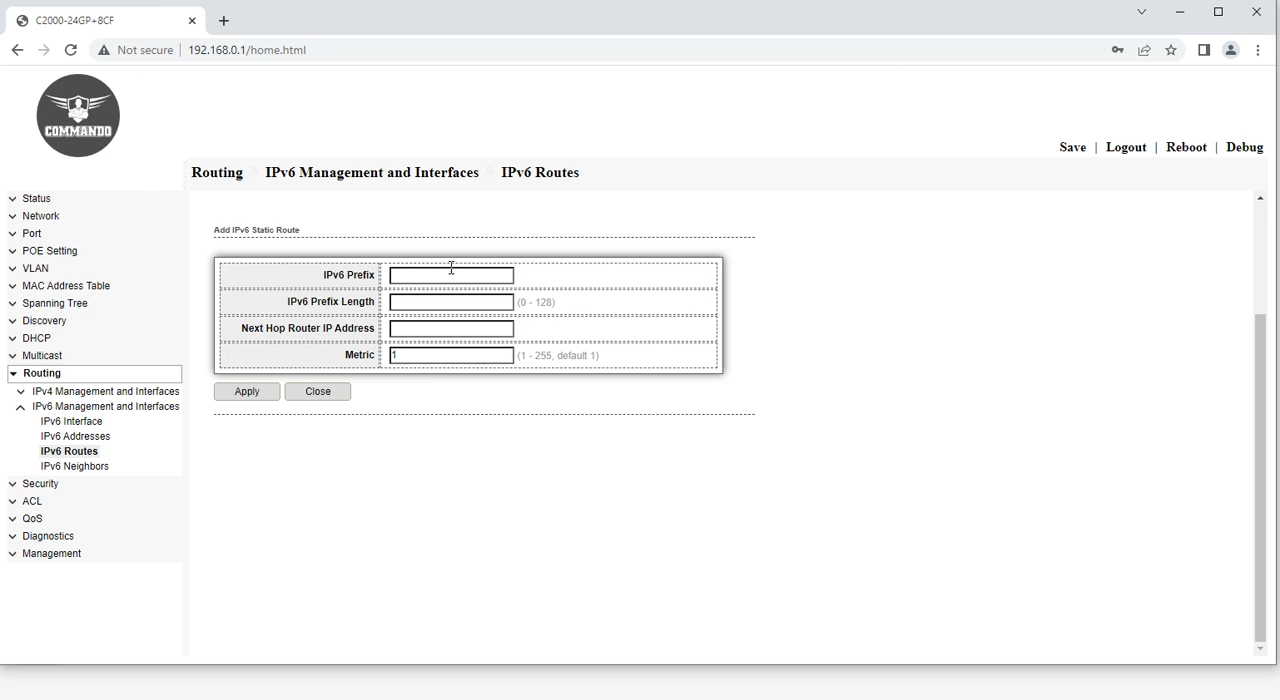 C2000-24GP+8CF
Not secure 192.168.0.1/home.html
COMMANDO
Save | Logout | Reboot | Debug
Routing IPv6 Management and Interfaces IPv6 Routes
Status
Network
Port
POE Setting
VLAN
MAC Address Table
Spanning Tree
Discovery
DHCP
Multicast
Routing
IPv4 Management and Interfaces
IPv6 Management and Interfaces
IPv6 Interface
IPv6 Addresses
IPv6 Routes
IPv6 Neighbors
Security
ACL
QoS
Diagnostics
Management
Add IPv6 Static Route
IPv6 Prefix
IPv6 Prefix Length (0 - 128)
Next Hop Router IP Address
Metric 1 (1 - 255, default 1)
Apply Close